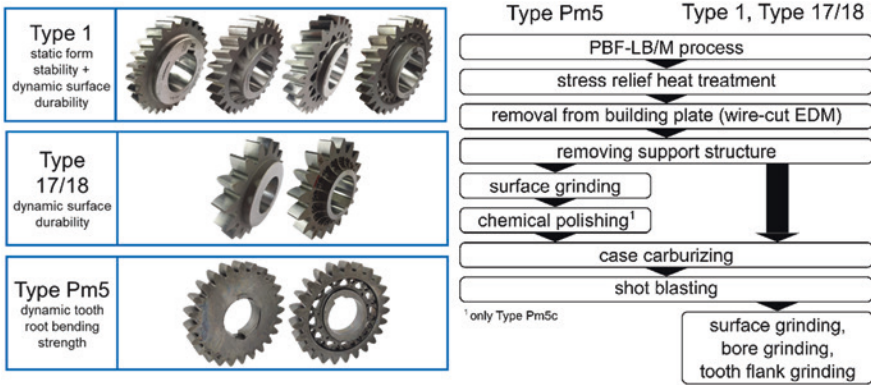 Type 1
static form
stability +
dynamic surface
durability
Type
17/18
dynamic surface
durability
Type Pm5
dynamic tooth
root bending
strength
Type Pm5
Type 1, Type 17/18
PBF-LB/M process
stress relief heat treatment
removal from building plate (wire-cut EDM)
removing support structure
surface grinding
chemical polishing¹
case carburizing
shot blasting
¹ only Type Pm5c
surface grinding,
bore grinding,
tooth flank grinding